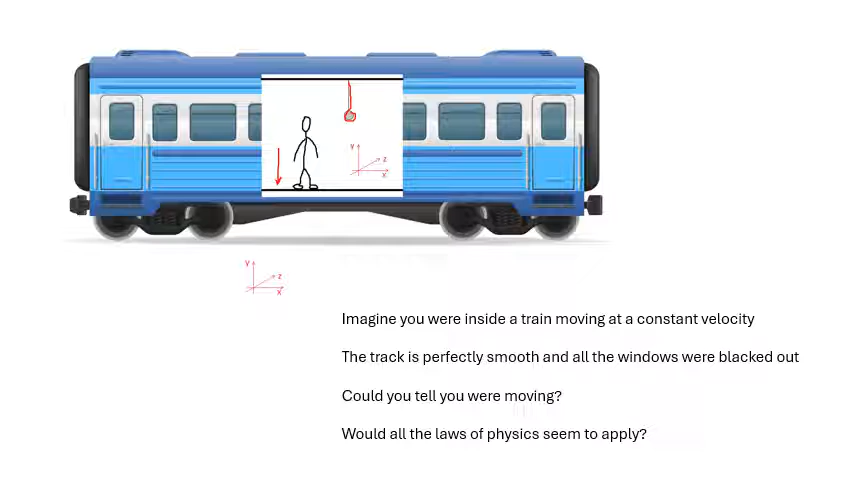 Y
Z
X
Y
Z
X
Imagine you were inside a train moving at a constant velocity
The track is perfectly smooth and all the windows were blacked out
Could you tell you were moving?
Would all the laws of physics seem to apply?